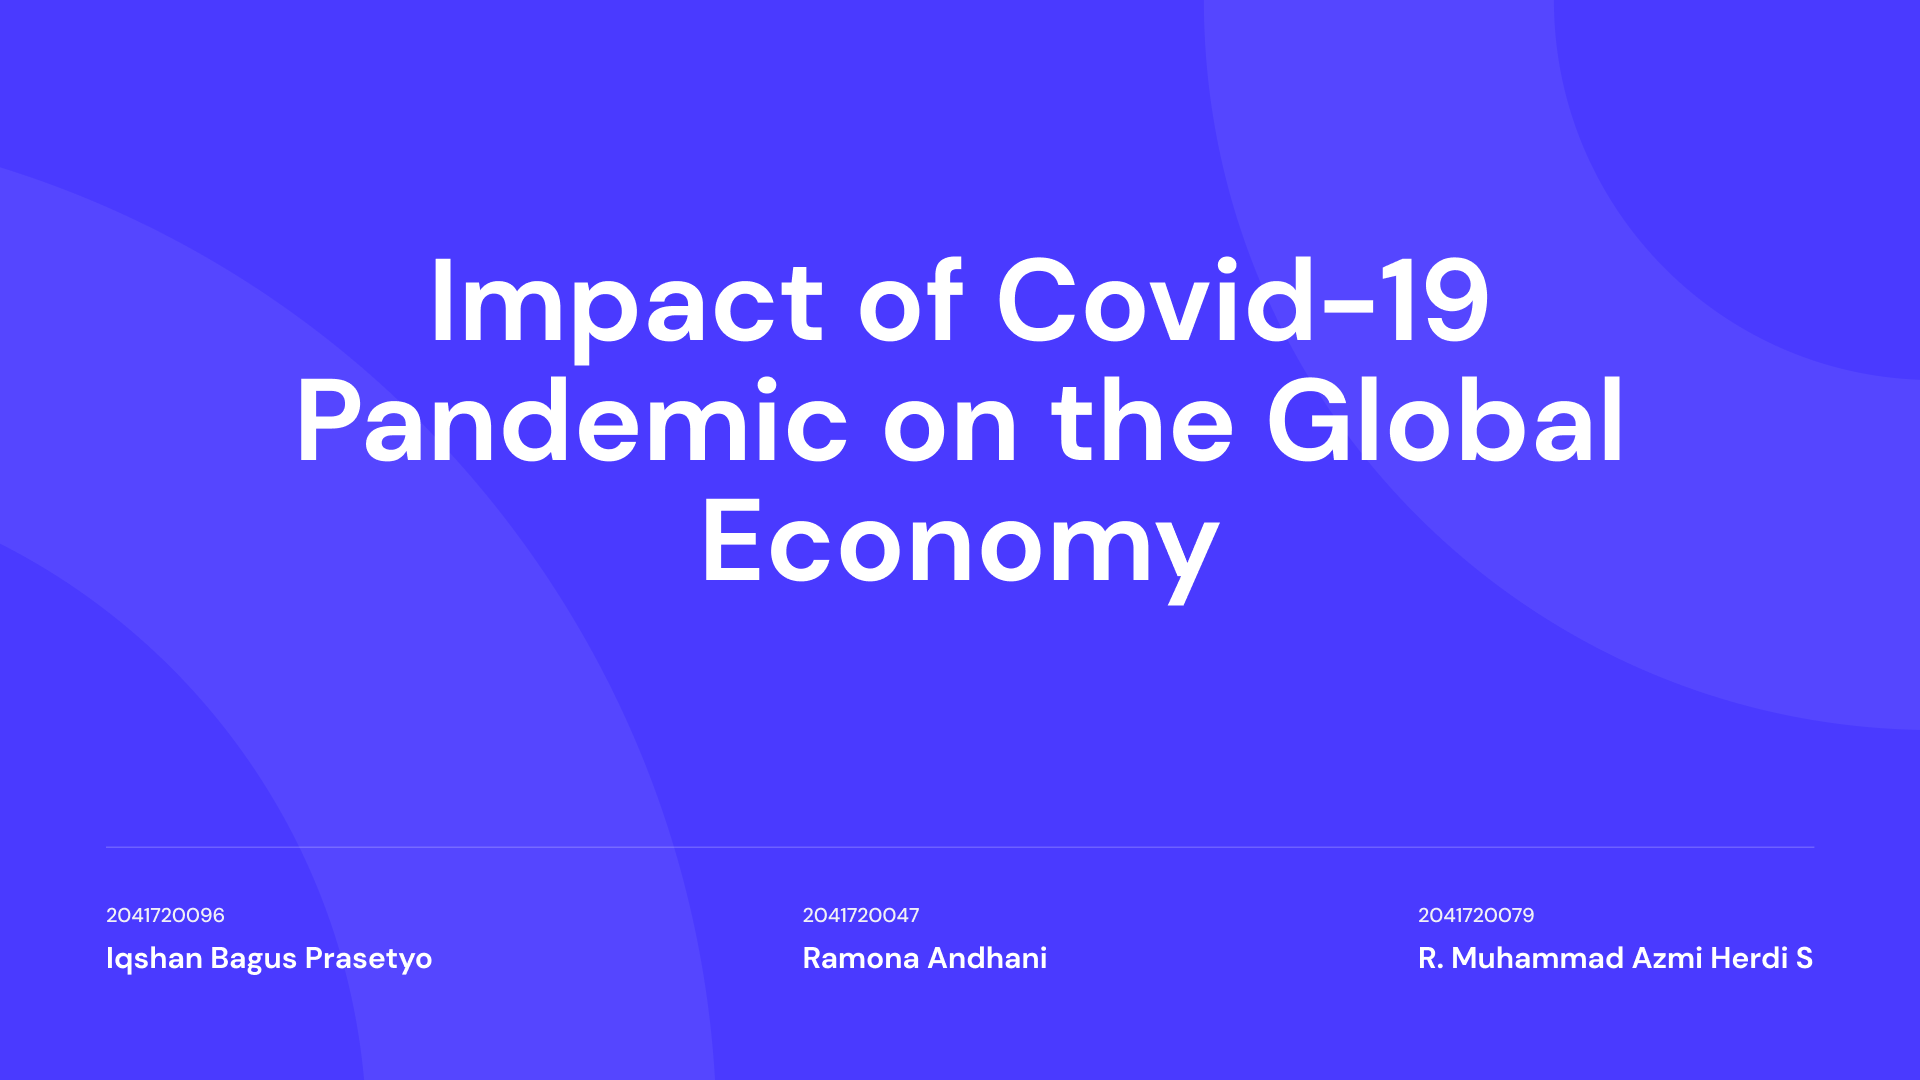 Impact of Covid-19
Pandemic on the Global
Economy
2041720096
Iqshan Bagus Prasetyo
2041720047
Ramona Andhani
2041720079
R. Muhammad Azmi Herdi S